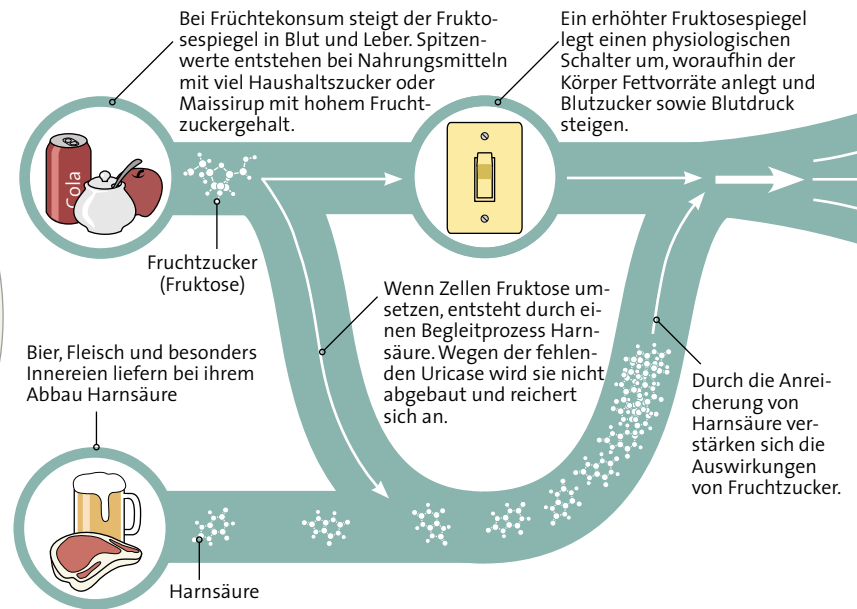 Bei Früchtekonsum steigt der Frukto-
sespiegel in Blut und Leber. Spitzen-
werte entstehen bei Nahrungsmitteln
mit viel Haushaltszucker oder
Maissirup mit hohem Frucht-
zuckergehalt.
Ein erhöhter Fruktosespiegel
legt einen physiologischen
Schalter um, woraufhin der
Körper Fettvorräte anlegt und
Blutzucker sowie Blutdruck
steigen.
Cola
Fruchtzucker
(Fruktose)
Wenn Zellen Fruktose um-
setzen, entsteht durch ei-
nen Begleitprozess Harn-
säure. Wegen der fehlen-
den Uricase wird sie nicht
abgebaut und reichert
sich an.
Bier, Fleisch und besonders
Innereien liefern bei ihrem
Abbau Harnsäure
Durch die Anrei-
cherung von
Harnsäure ver-
stärken sich die
Auswirkungen
von Fruchtzucker.
Harnsäure